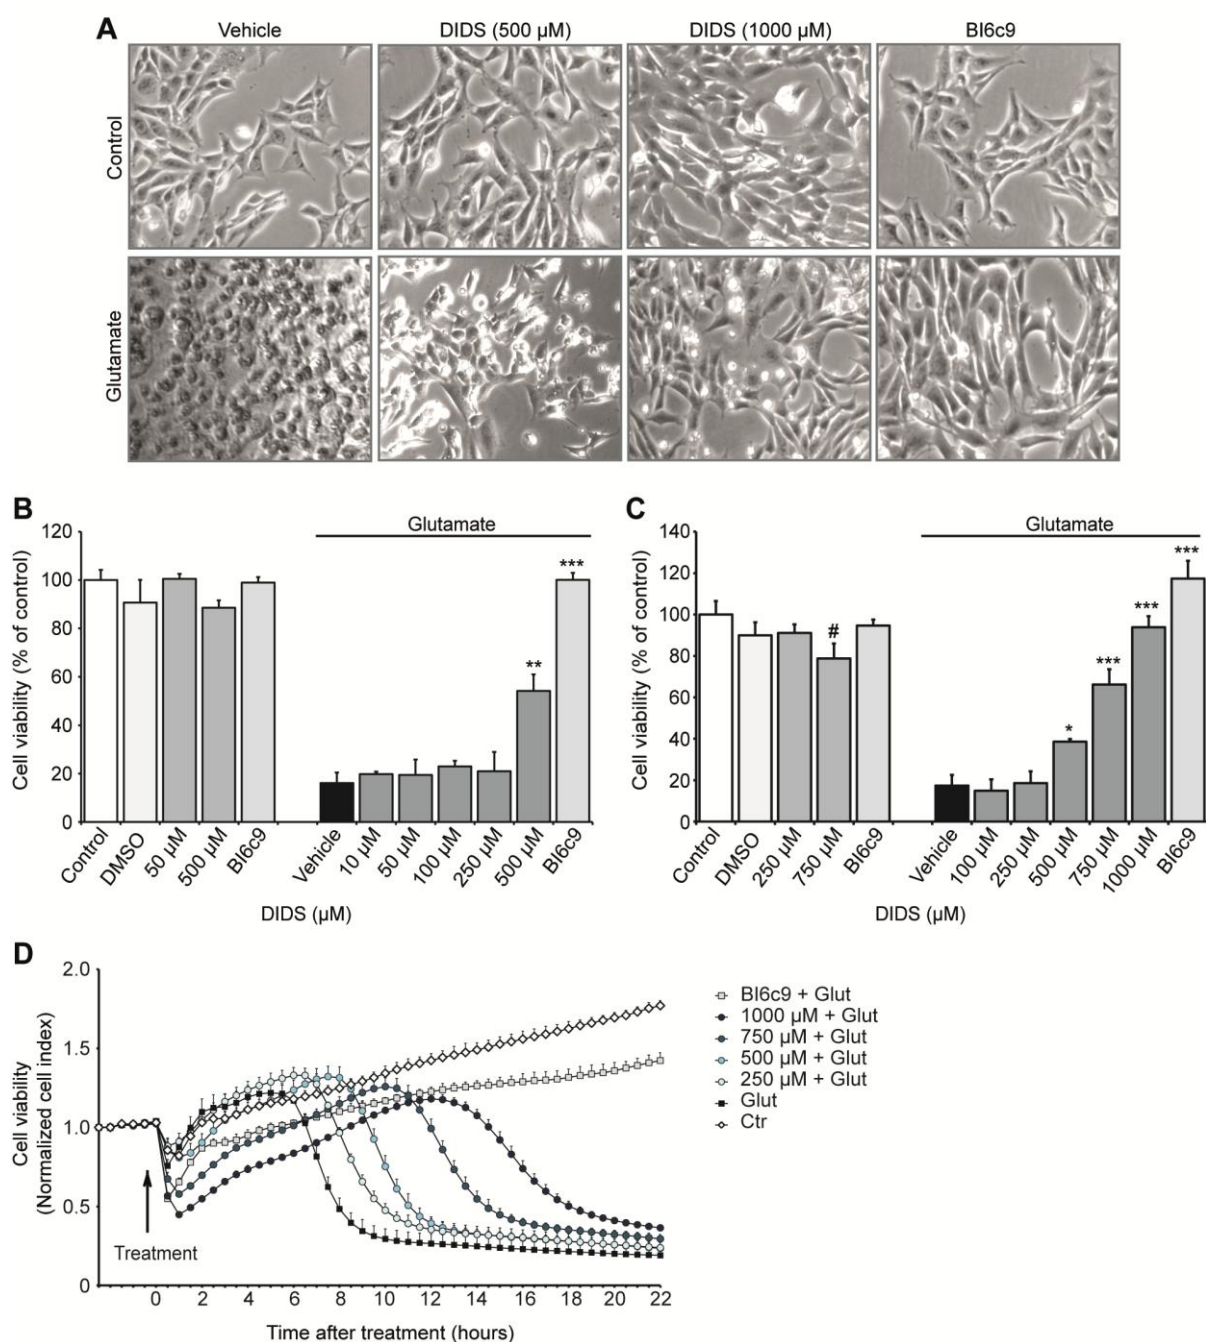 A
Vehicle
DIDS (500 µM)
DIDS (1000 µM)
BI6c9
Control
Glutamate
B
Glutamate
Cell viability (% of control)
120
100
80
60
40
20
0
**
***
Control
DMSO
50 µM
500 µM
BI6c9
Vehicle
10 µM
50 µM
100 µM
250 µM
500 µM
BI6c9
DIDS (µM)
C
Glutamate
Cell viability (% of control)
140
120
100
80
60
40
20
0
#
*
***
***
***
Control
DMSO
250 µM
750 µM
BI6c9
Vehicle
100 µM
250 µM
500 µM
750 µM
1000 µM
BI6c9
DIDS (µM)
D
Cell viability
(Normalized cell index)
2.0
1.5
1.0
0.5
0
Treatment
0 2 4 6 8 10 12 14 16 18 20 22
Time after treatment (hours)
BI6c9 + Glut
1000 µM + Glut
750 µM + Glut
500 µM + Glut
250 µM + Glut
Glut
Ctr